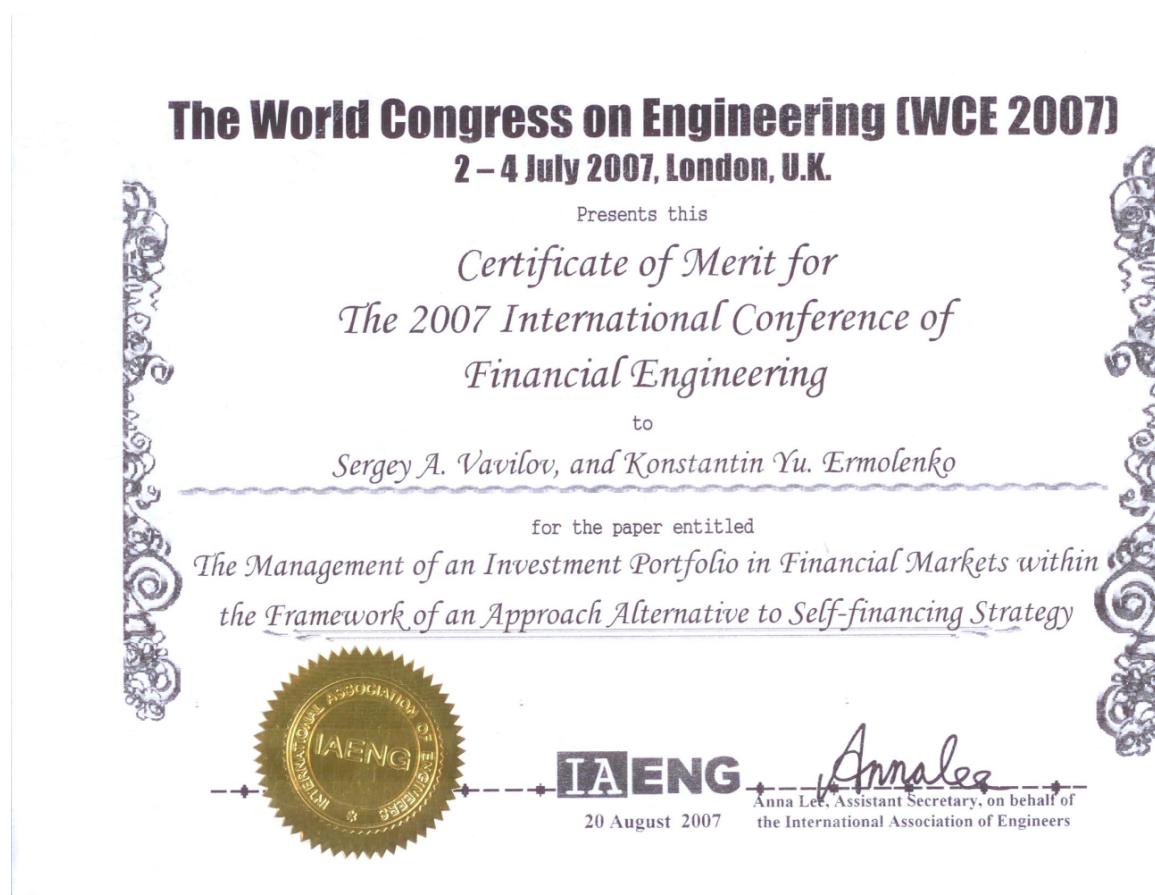 The World Congress on Engineering (WCE 2007)
2 – 4 July 2007, London, U.K.
Presents this
Certificate of Merit for
The 2007 International Conference of
Financial Engineering
to
Sergey A. Vavilov, and Konstantin Yu. Ermolenko
for the paper entitled
The Management of an Investment Portfolio in Financial Markets within
the Framework of an Approach Alternative to Self-financing Strategy
INTERNATIONAL ASSOCIATION OF ENGINEERS
IAENG
IAENG
Annalee
Anna Lee, Assistant Secretary, on behalf of
20 August 2007
the International Association of Engineers